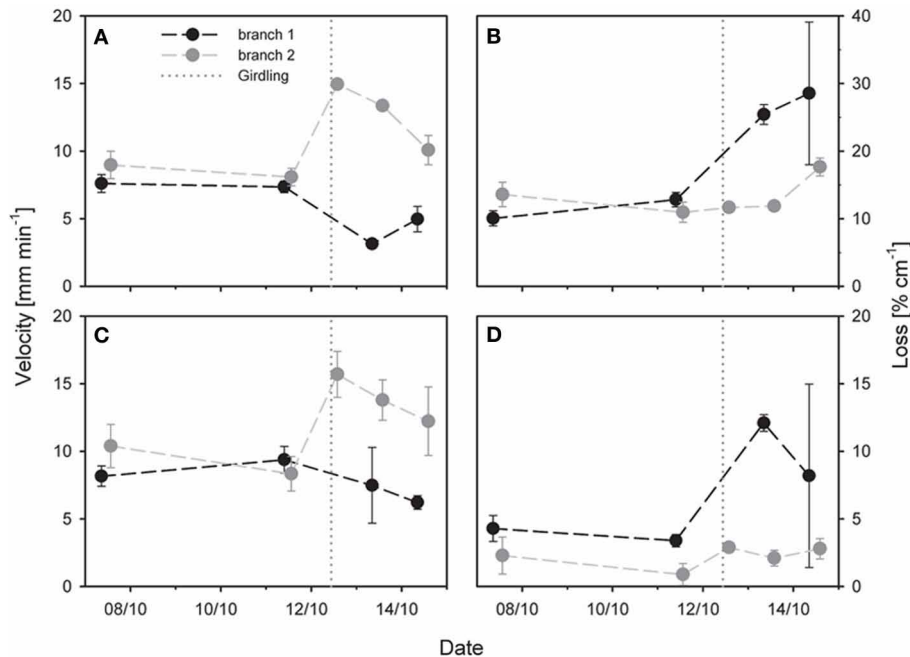 20 A branch 1 B 40
branch 2
Girdling
15 30
10 20
5 10
0 0
Velocity [mm min⁻¹]
Loss [% cm⁻¹]
20 C D 20
15 15
10 10
5 5
0 0
08/10 10/10 12/10 14/10 08/10 10/10 12/10 14/10
Date